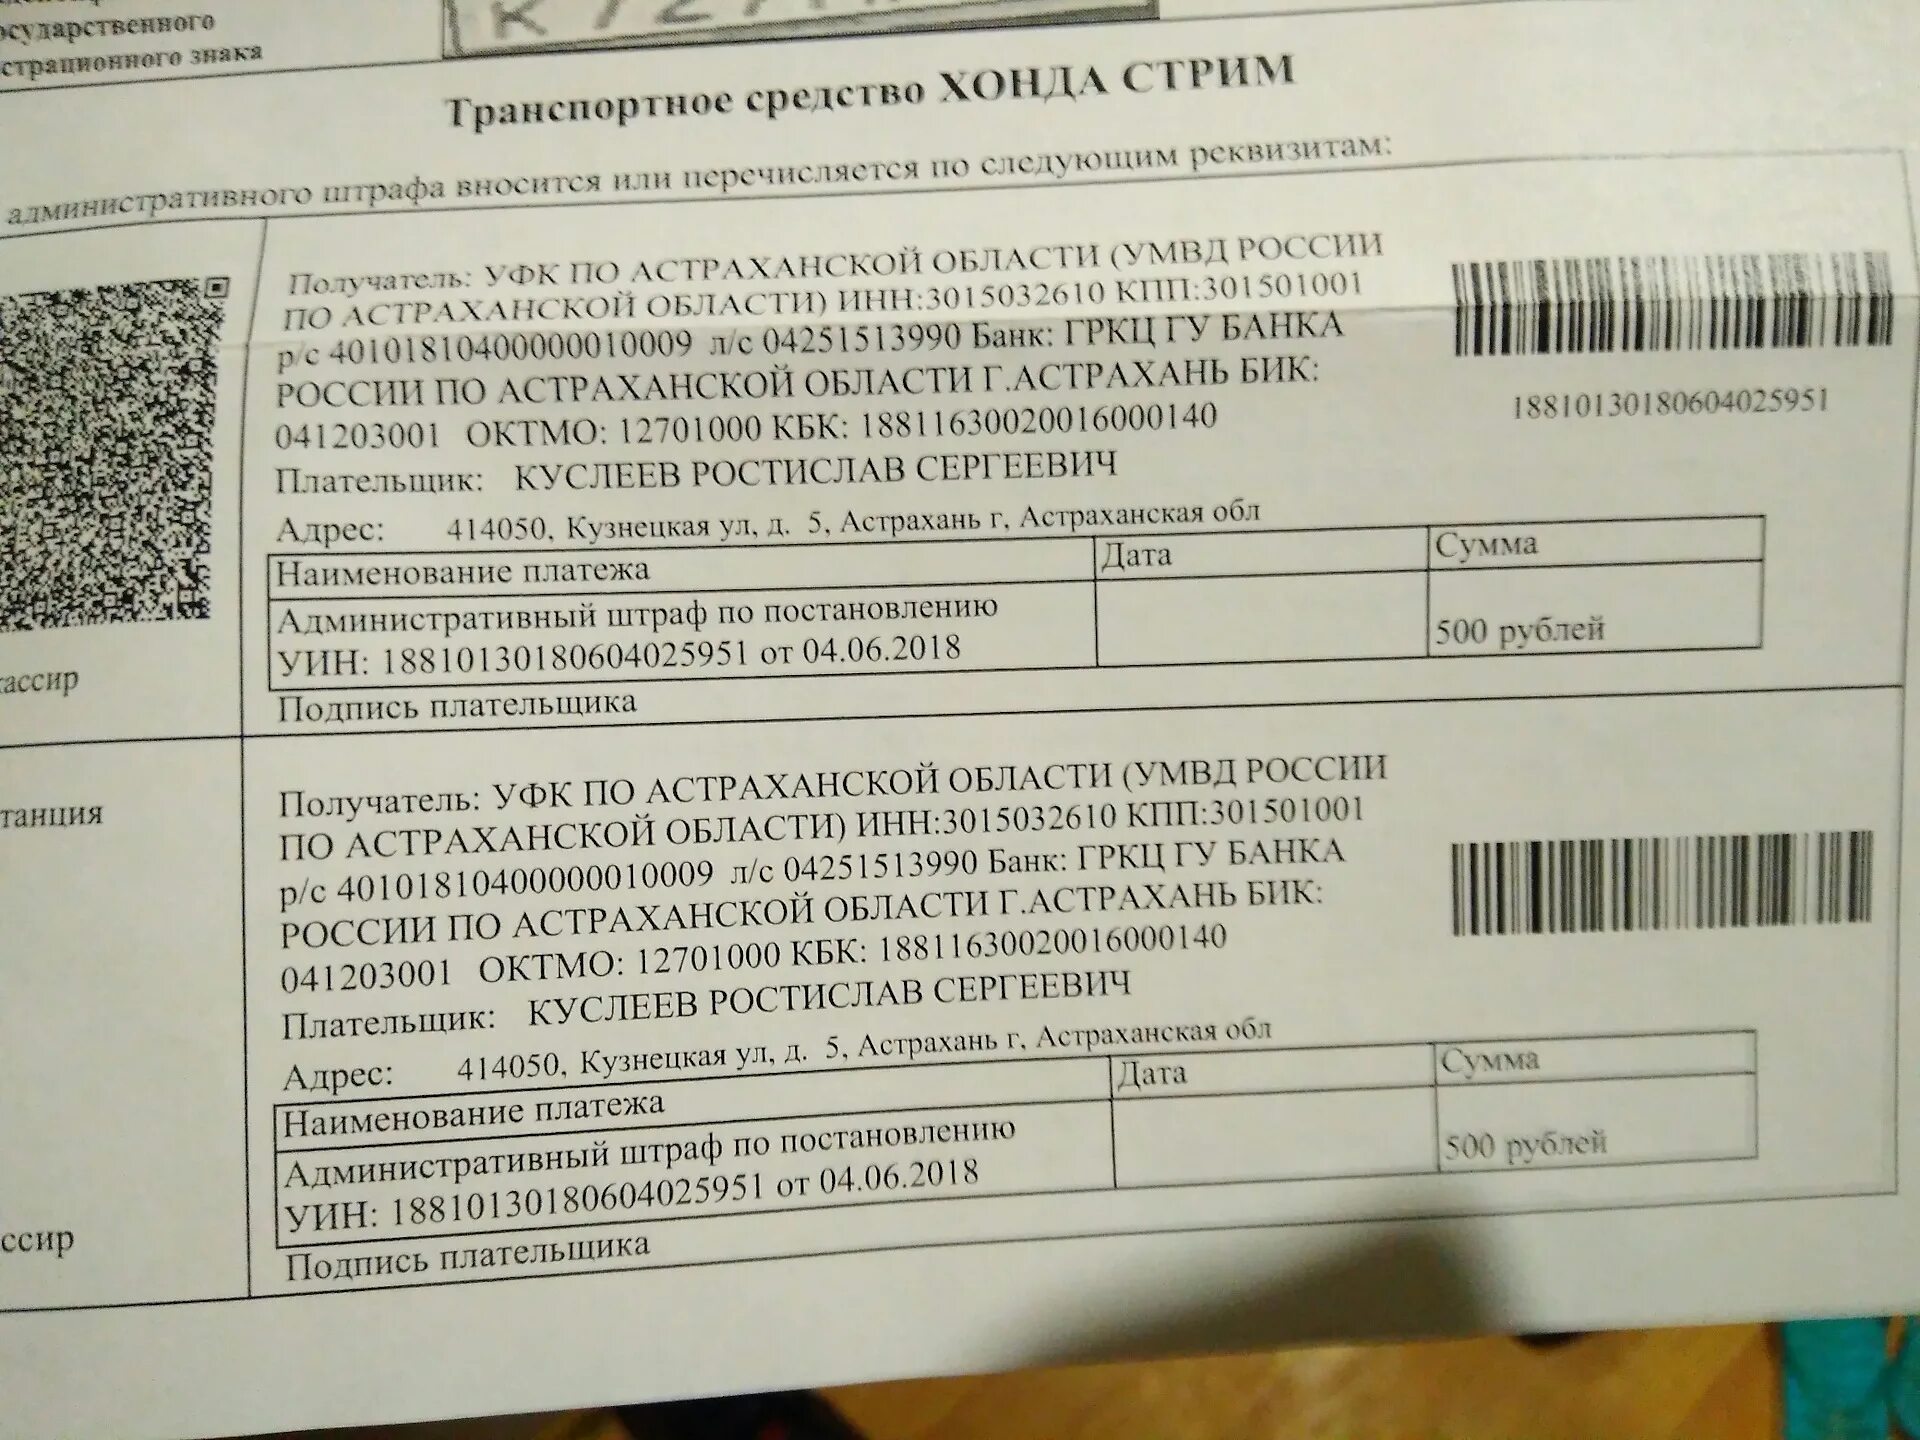 осударственного
страционного знака
К 727
Транспортное средство ХОНДА СТРИМ
административного штрафа вносится или перечисляется по следующим реквизитам:
Получатель: УФК ПО АСТРАХАНСКОЙ ОБЛАСТИ (УМВД РОССИИ
ПО АСТРАХАНСКОЙ ОБЛАСТИ) ИНН:3015032610 КПП:301501001
р/с 40101810400000010009 л/с 04251513990 Банк: ГРКЦ ГУ БАНКА
РОССИИ ПО АСТРАХАНСКОЙ ОБЛАСТИ Г.АСТРАХАНЬ БИК:
041203001 ОКТМО: 12701000 КБК: 18811630020016000140
18810130180604025951
Плательщик: КУСЛЕЕВ РОСТИСЛАВ СЕРГЕЕВИЧ
Адрес: 414050, Кузнецкая ул, д. 5, Астрахань г, Астраханская обл
Наименование платежа Дата Сумма
Административный штраф по постановлению
УИН: 18810130180604025951 от 04.06.2018 500 рублей
ассир
Подпись плательщика
танция
Получатель: УФК ПО АСТРАХАНСКОЙ ОБЛАСТИ (УМВД РОССИИ
ПО АСТРАХАНСКОЙ ОБЛАСТИ) ИНН:3015032610 КПП:301501001
р/с 40101810400000010009 л/с 04251513990 Банк: ГРКЦ ГУ БАНКА
РОССИИ ПО АСТРАХАНСКОЙ ОБЛАСТИ Г.АСТРАХАНЬ БИК:
041203001 ОКТМО: 12701000 КБК: 18811630020016000140
Плательщик: КУСЛЕЕВ РОСТИСЛАВ СЕРГЕЕВИЧ
Адрес: 414050, Кузнецкая ул, д. 5, Астрахань г, Астраханская обл
Наименование платежа Дата Сумма
Административный штраф по постановлению
УИН: 18810130180604025951 от 04.06.2018 500 рублей
ссир
Подпись плательщика